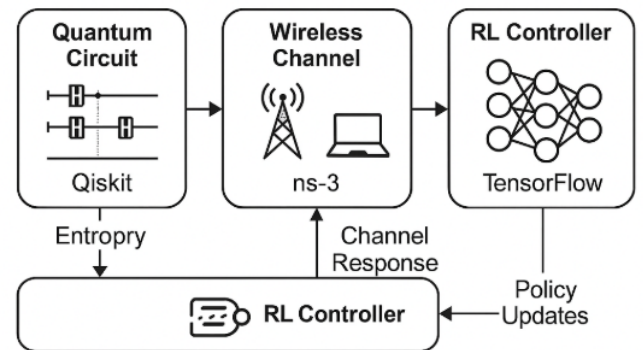 Quantum
Circuit
Qiskit
Wireless
Channel
ns-3
RL Controller
TensorFlow
Entropry
Channel
Response
Policy
Updates
RL Controller